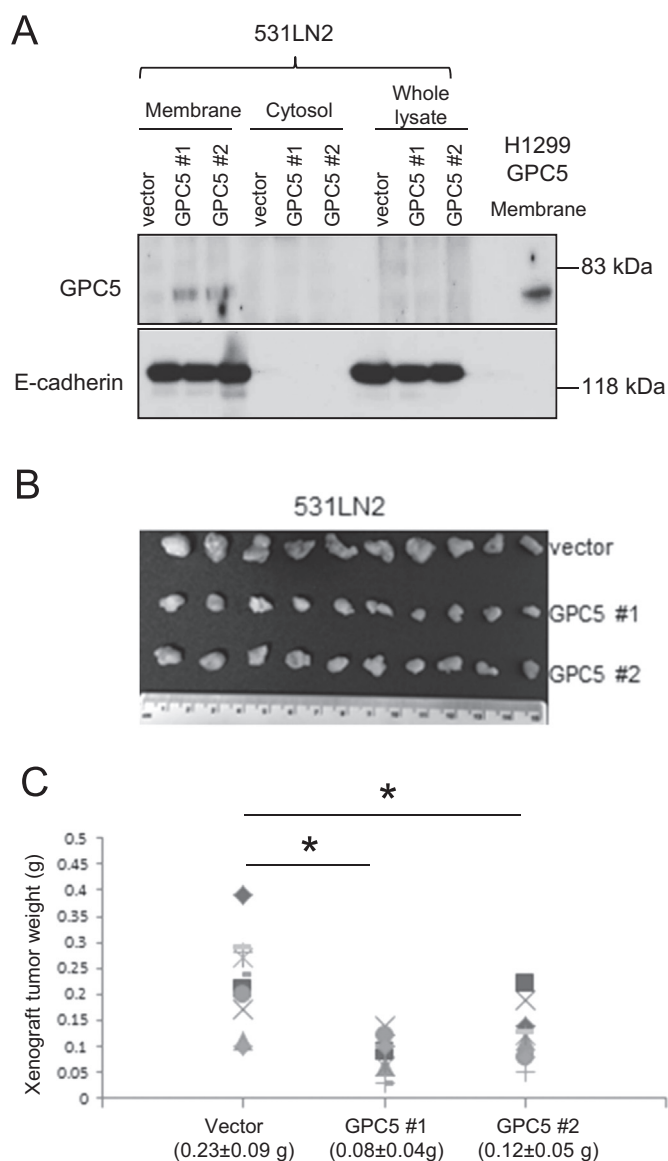 A
531LN2
Membrane
Cytosol
Whole
lysate
vector
GPC5 #1
GPC5 #2
vector
GPC5 #1
GPC5 #2
vector
GPC5 #1
GPC5 #2
H1299
GPC5
Membrane
GPC5
83 kDa
E-cadherin
118 kDa
B
531LN2
vector
GPC5 #1
GPC5 #2
C
*
*
Xenograft tumor weight (g)
0.5
0.45
0.4
0.35
0.3
0.25
0.2
0.15
0.1
0.05
0
Vector
(0.23±0.09 g)
GPC5 #1
(0.08±0.04g)
GPC5 #2
(0.12±0.05 g)